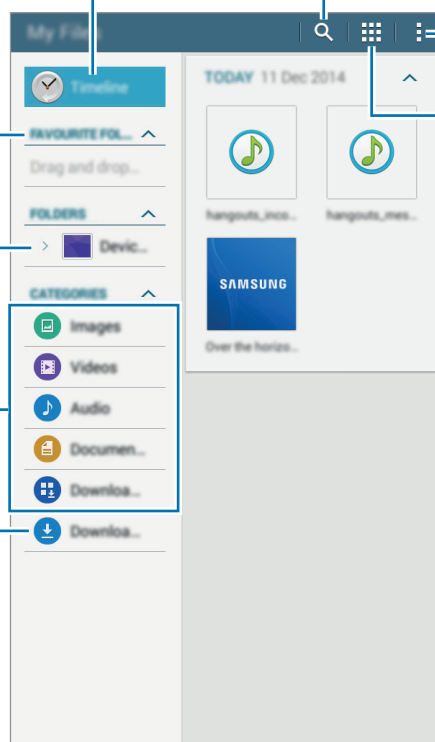 My Files
Timeline
TODAY 11 Dec 2014
FAVOURITE FOL...
Drag and drop...
FOLDERS
Devic...
CATEGORIES
Images
Videos
Audio
Documen...
Downloa...
Downloa...
hangouts_inco...
hangouts_mes...
SAMSUNG
Over the horizo...